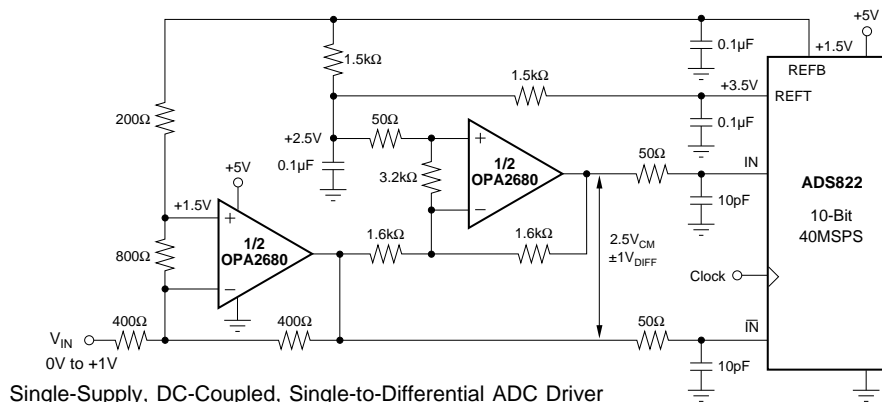 +5V
0.1µF
+1.5V
1.5kΩ
REFB
1.5kΩ
+3.5V
REFT
200Ω
50Ω
0.1µF
+2.5V
+
50Ω
IN
0.1µF
1/2
OPA2680
ADS822
+5V
3.2kΩ
–
10pF
10-Bit
40MSPS
+1.5V
+
1/2
OPA2680
1.6kΩ
1.6kΩ
2.5VCM
±1VDIFF
800Ω
Clock
–
400Ω
400Ω
50Ω
IN
VIN
0V to +1V
10pF
Single-Supply, DC-Coupled, Single-to-Differential ADC Driver